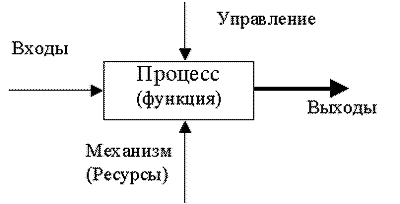 Управление
Входы
Процесс
(функция)
Выходы
Механизм
(Ресурсы)